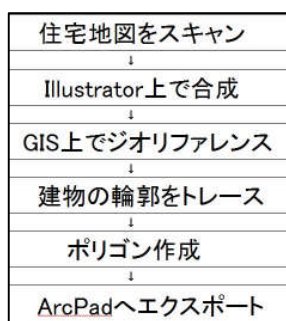 住宅地図をスキャン
↓
Illustrator上で合成
↓
GIS上でジオリファレンス
↓
建物の輪郭をトレース
↓
ポリゴン作成
↓
ArcPadへエクスポート